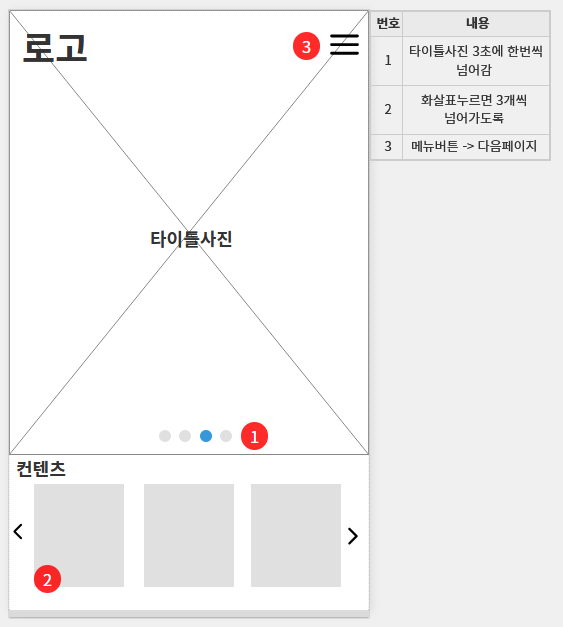 로고
3
타이틀사진
1
컨텐츠
2
번호 내용
1 타이틀사진 3초에 한번씩
넘어감
2 화살표누르면 3개씩
넘어가도록
3 메뉴버튼 -> 다음페이지